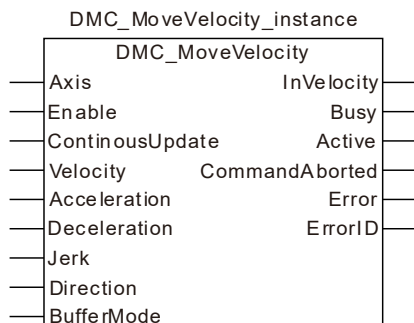 DMC_MoveVelocity_instance
DMC_MoveVelocity
Axis InVelocity
Enable Busy
ContinousUpdate Active
Velocity CommandAborted
Acceleration Error
Deceleration ErrorID
Jerk
Direction
BufferMode